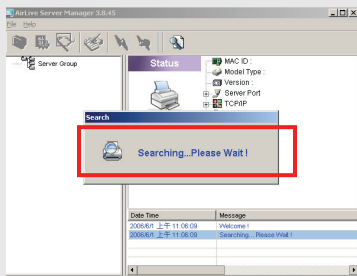 AirLive Server Manager 3.8.45
File Help
Server Group
Status
MAC ID :
Model Type :
Version :
Server Port
TCP/IP
Search
Searching...Please Wait !
Date Time Message
2006/6/1 上午 11:06:09 Welcome !
2006/6/1 上午 11:06:09 Searching... Please Wait !